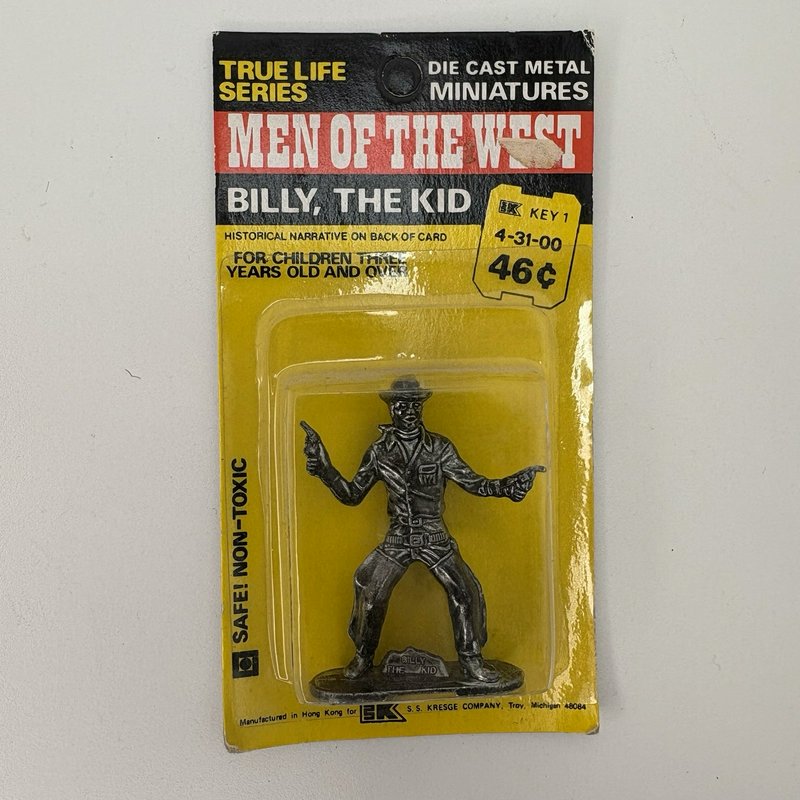 TRUE LIFE SERIES
DIE CAST METAL MINIATURES
MEN OF THE WEST
BILLY, THE KID
SK KEY 1
4-31-00
46¢
HISTORICAL NARRATIVE ON BACK OF CARD
FOR CHILDREN THREE
YEARS OLD AND OVER
SAFE! NON-TOXIC
BILLY
THE KID
Manufactured in Hong Kong for SSK S.S. KRESGE COMPANY, Troy, Michigan 48084